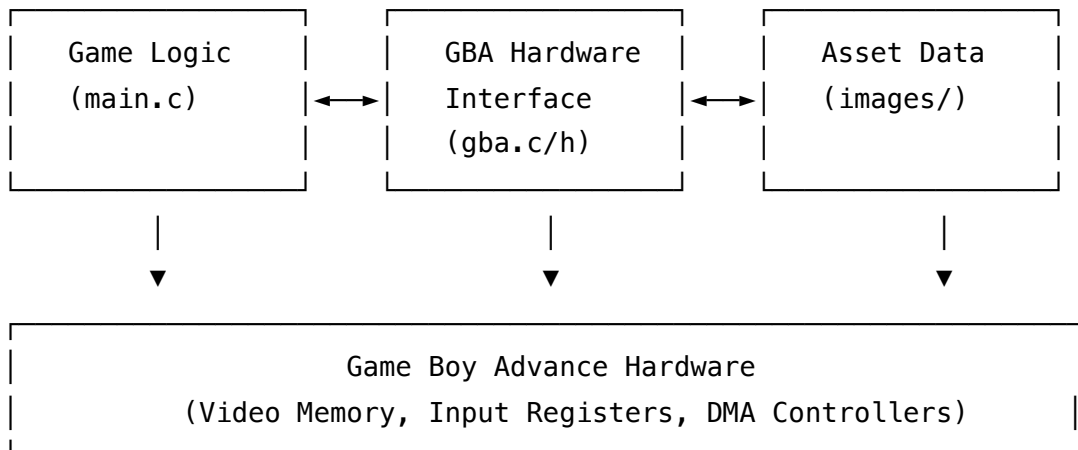 Game Logic
(main.c)
GBA Hardware
Interface
(gba.c/h)
Asset Data
(images/)
Game Boy Advance Hardware
(Video Memory, Input Registers, DMA Controllers)